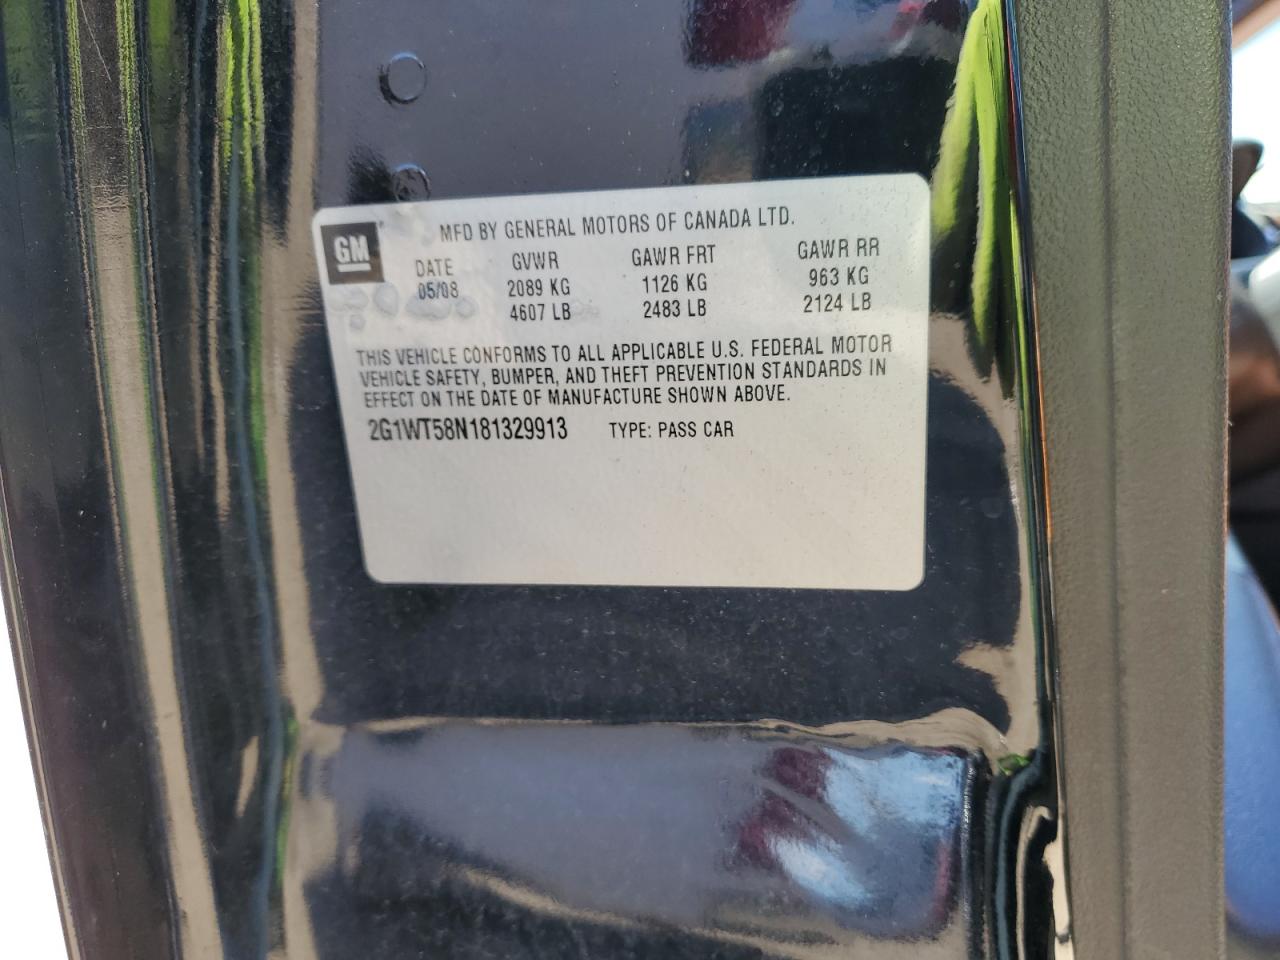 GM
MFD BY GENERAL MOTORS OF CANADA LTD.
DATE GVWR GAWR FRT GAWR RR
05/08 2089 KG 1126 KG 963 KG
4607 LB 2483 LB 2124 LB
THIS VEHICLE CONFORMS TO ALL APPLICABLE U.S. FEDERAL MOTOR
VEHICLE SAFETY, BUMPER, AND THEFT PREVENTION STANDARDS IN
EFFECT ON THE DATE OF MANUFACTURE SHOWN ABOVE.
2G1WT58N181329913 TYPE: PASS CAR